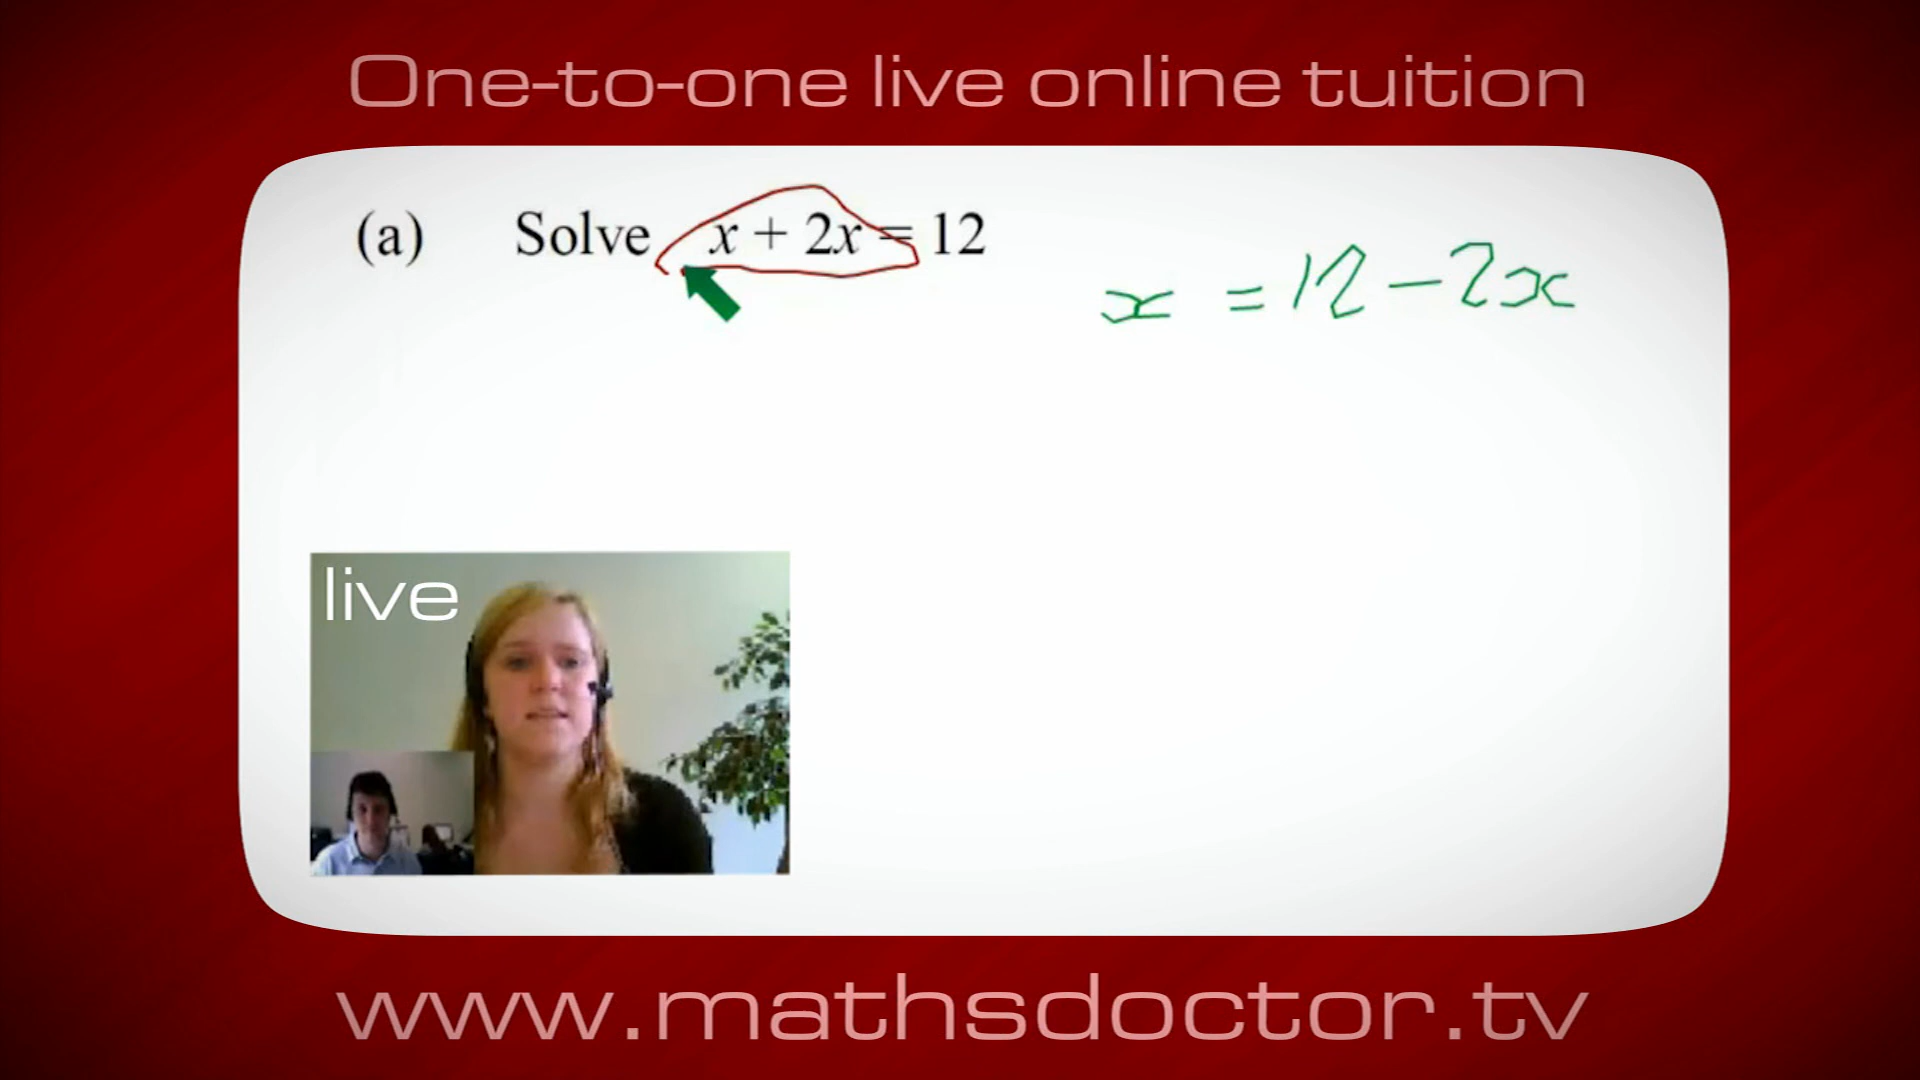 One-to-one live online tuition
(a) Solve x + 2x = 12
x = 12 - 2x
live
www.mathsdoctor.tv